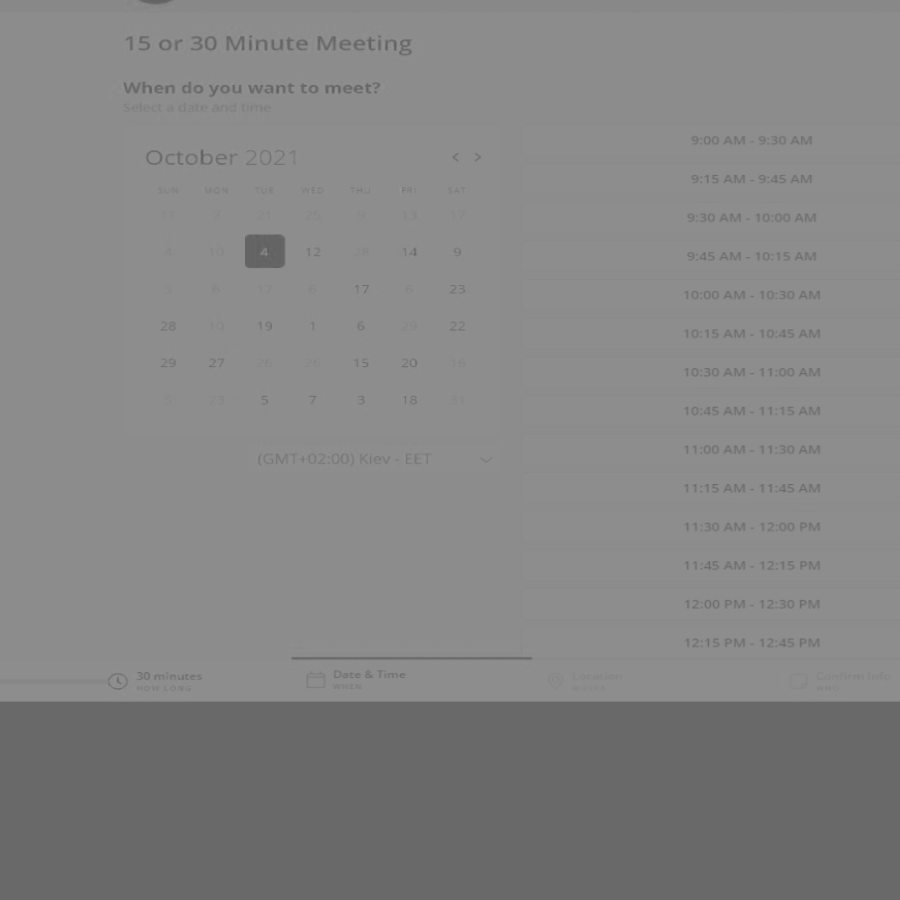 15 or 30 Minute Meeting
When do you want to meet?
Select a date and time
October 2021
SUN MON TUE WED THU FRI SAT
21 25 9 13 12
4 10 4 12 28 14 9
5 6 17 8 17 6 23
28 10 19 1 6 29 22
29 27 26 26 15 20 16
5 23 5 7 3 18 11
(GMT+02:00) Kiev - EET
9:00 AM - 9:30 AM
9:15 AM - 9:45 AM
9:30 AM - 10:00 AM
9:45 AM - 10:15 AM
10:00 AM - 10:30 AM
10:15 AM - 10:45 AM
10:30 AM - 11:00 AM
10:45 AM - 11:15 AM
11:00 AM - 11:30 AM
11:15 AM - 11:45 AM
11:30 AM - 12:00 PM
11:45 AM - 12:15 PM
12:00 PM - 12:30 PM
12:15 PM - 12:45 PM
30 minutes
HOW LONG
Date & Time
WHEN
Location
WHERE
Confirm Info
WHO